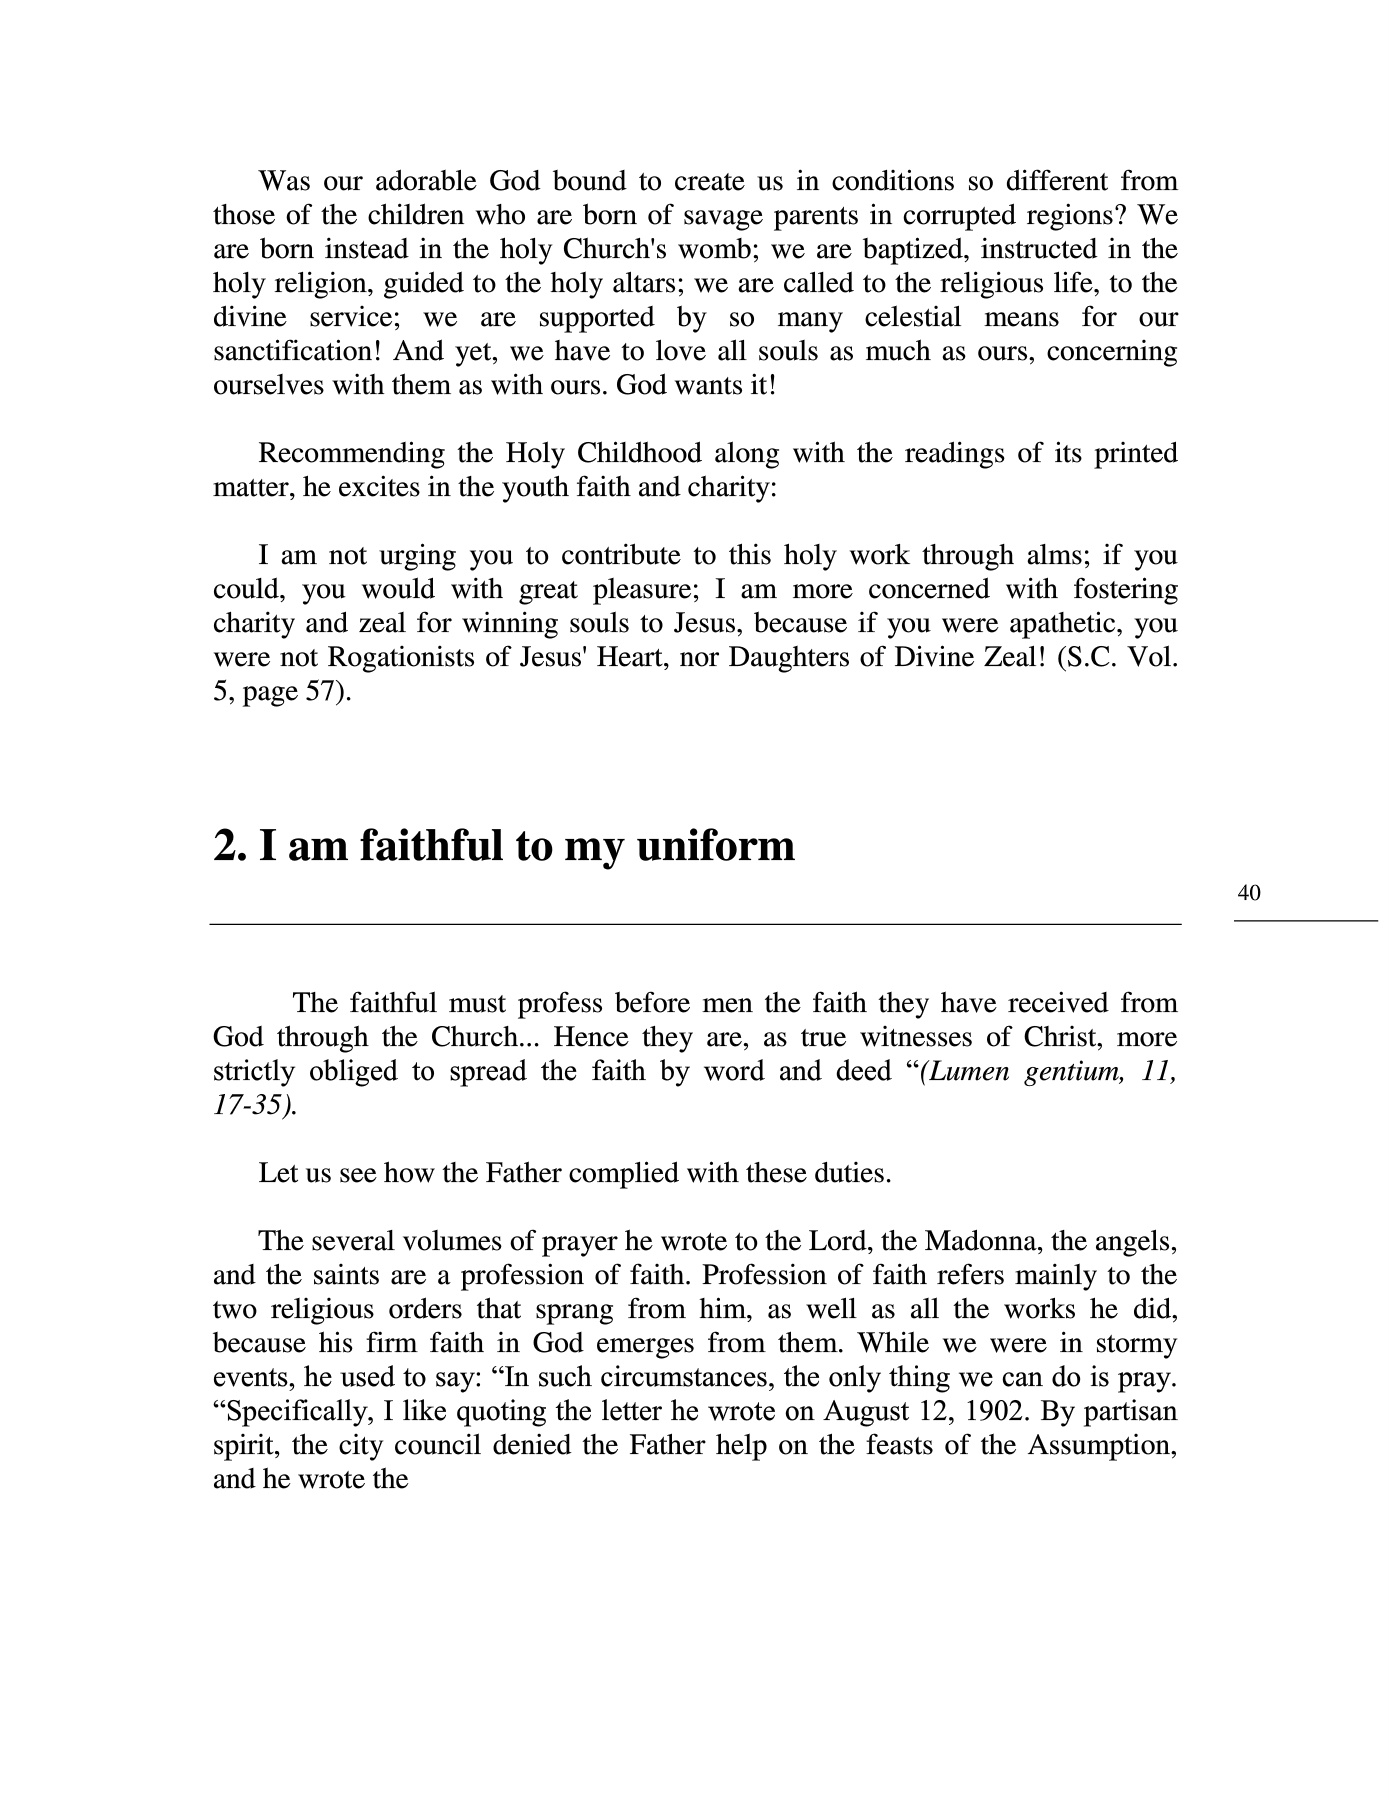 Was our adorable God bound to create us in conditions so different from
those of the children who are born of savage parents in corrupted regions? We
are born instead in the holy Church's womb; we are baptized, instructed in the
holy religion, guided to the holy altars; we are called to the religious life, to the
divine service; we are supported by so many celestial means for our
sanctification! And yet, we have to love all souls as much as ours, concerning
ourselves with them as with ours. God wants it!
Recommending the Holy Childhood along with the readings of its printed
matter, he excites in the youth faith and charity:
I am not urging you to contribute to this holy work through alms; if you
could, you would with great pleasure; I am more concerned with fostering
charity and zeal for winning souls to Jesus, because if you were apathetic, you
were not Rogationists of Jesus' Heart, nor Daughters of Divine Zeal! (S.C. Vol.
5, page 57).
2. I am faithful to my uniform
40
The faithful must profess before men the faith they have received from
God through the Church... Hence they are, as true witnesses of Christ, more
strictly obliged to spread the faith by word and deed “(Lumen gentium, 11,
17-35).
Let us see how the Father complied with these duties.
The several volumes of prayer he wrote to the Lord, the Madonna, the angels,
and the saints are a profession of faith. Profession of faith refers mainly to the
two religious orders that sprang from him, as well as all the works he did,
because his firm faith in God emerges from them. While we were in stormy
events, he used to say: “In such circumstances, the only thing we can do is pray.
“Specifically, I like quoting the letter he wrote on August 12, 1902. By partisan
spirit, the city council denied the Father help on the feasts of the Assumption,
and he wrote the